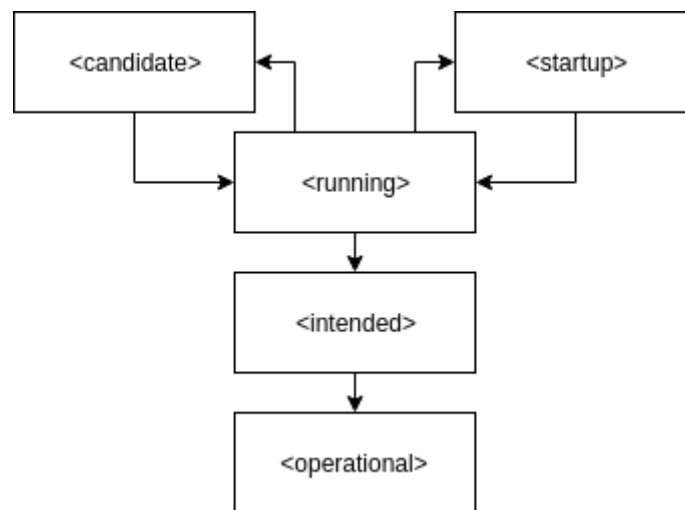 <candidate>
<startup>
<running>
<intended>
<operational>